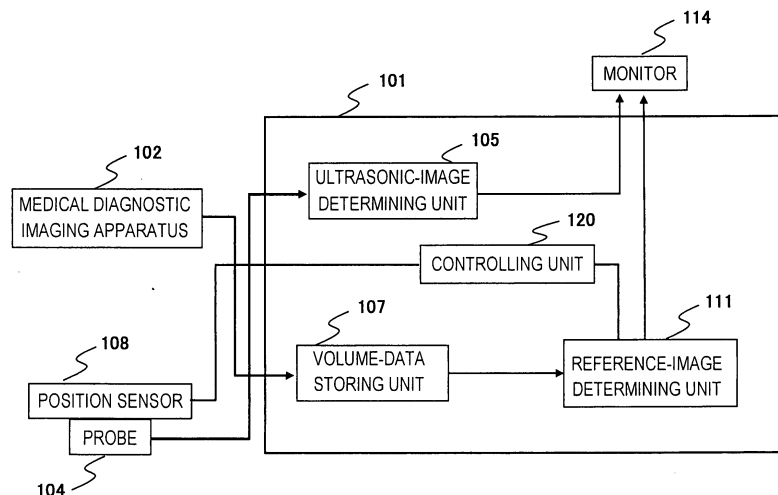 114
MONITOR
101
105
102
ULTRASONIC-IMAGE
DETERMINING UNIT
MEDICAL DIAGNOSTIC
IMAGING APPARATUS
120
CONTROLLING UNIT
107
111
108
VOLUME-DATA
STORING UNIT
REFERENCE-IMAGE
DETERMINING UNIT
POSITION SENSOR
PROBE
104